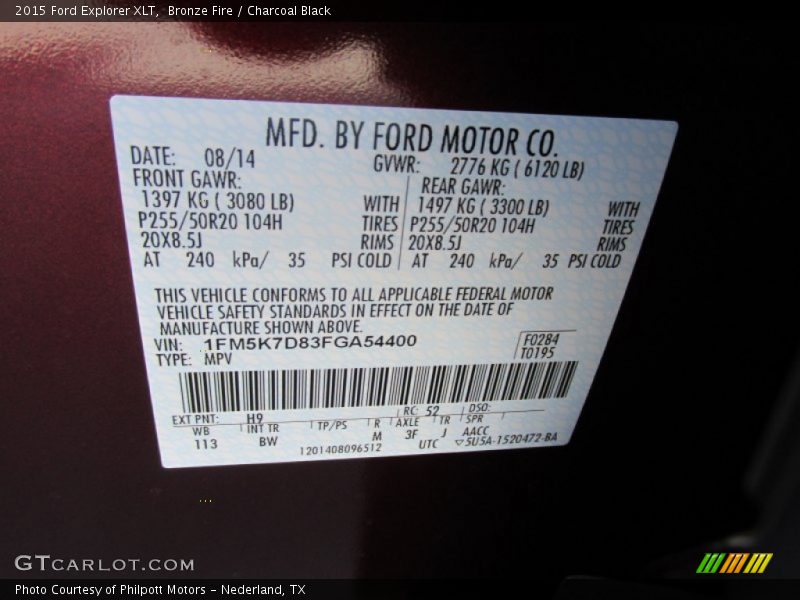 2015 Ford Explorer XLT, Bronze Fire / Charcoal Black
MFD. BY FORD MOTOR CO.
DATE: 08/14 GVWR: 2776 KG ( 6120 LB)
FRONT GAWR: REAR GAWR:
1397 KG ( 3080 LB) WITH 1497 KG ( 3300 LB) WITH
P255/50R20 104H TIRES P255/50R20 104H TIRES
20X8.5J RIMS 20X8.5J RIMS
AT 240 kPa/ 35 PSI COLD AT 240 kPa/ 35 PSI COLD
THIS VEHICLE CONFORMS TO ALL APPLICABLE FEDERAL MOTOR
VEHICLE SAFETY STANDARDS IN EFFECT ON THE DATE OF
MANUFACTURE SHOWN ABOVE.
VIN: 1FM5K7D83FGA54400 F0284
TYPE: MPV T0195
EXT PNT: H9 RC: 52 DSO:
WB INT TR TP/PS R AXLE TR SPR
113 BW M 3F J AACC
1201408096512 UTC ▽5U5A-1520472-BA
GTCARLOT.COM
Photo Courtesy of Philpott Motors - Nederland, TX